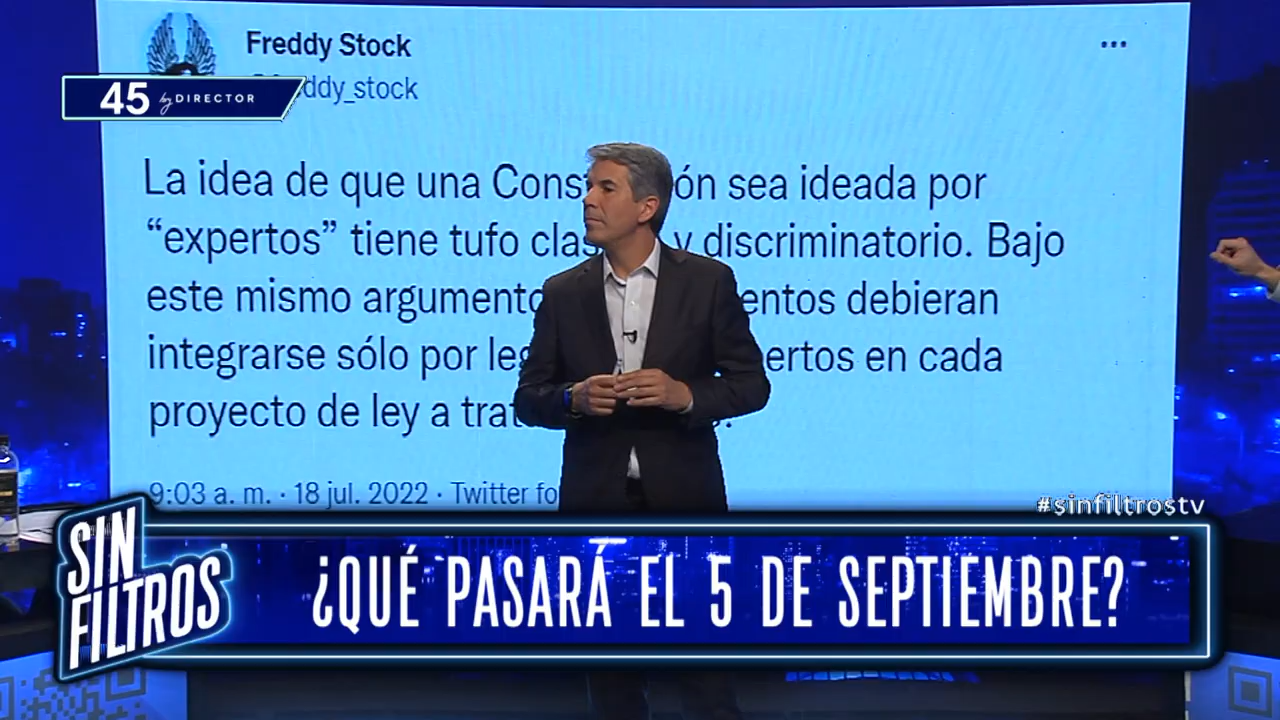 Freddy Stock
ddy_stock
45 by DIRECTOR
La idea de que una Const ón sea ideada por
“expertos” tiene tufo clas y discriminatorio. Bajo
este mismo argumento entos debieran
integrarse sólo por leg ertos en cada
proyecto de ley a trat
9:03 a. m. · 18 jul. 2022 · Twitter fo
#sinfiltrostv
SIN
FILTROS
¿QUÉ PASARÁ EL 5 DE SEPTIEMBRE?